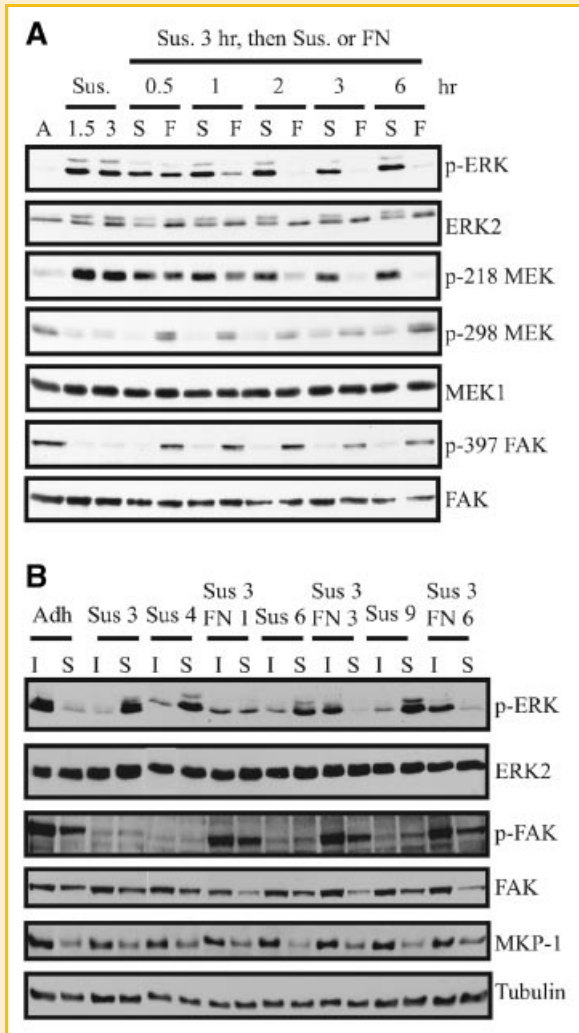 A
Sus. 3 hr, then Sus. or FN
Sus. 0.5 1 2 3 6 hr
A 1.5 3 S F S F S F S F S F
p-ERK
ERK2
p-218 MEK
p-298 MEK
MEK1
p-397 FAK
FAK
B
Adh Sus 3 Sus 4 Sus 3 FN 1 Sus 6 Sus 3 FN 3 Sus 9 Sus 3 FN 6
I S I S I S I S I S I S I S I S
p-ERK
ERK2
p-FAK
FAK
MKP-1
Tubulin